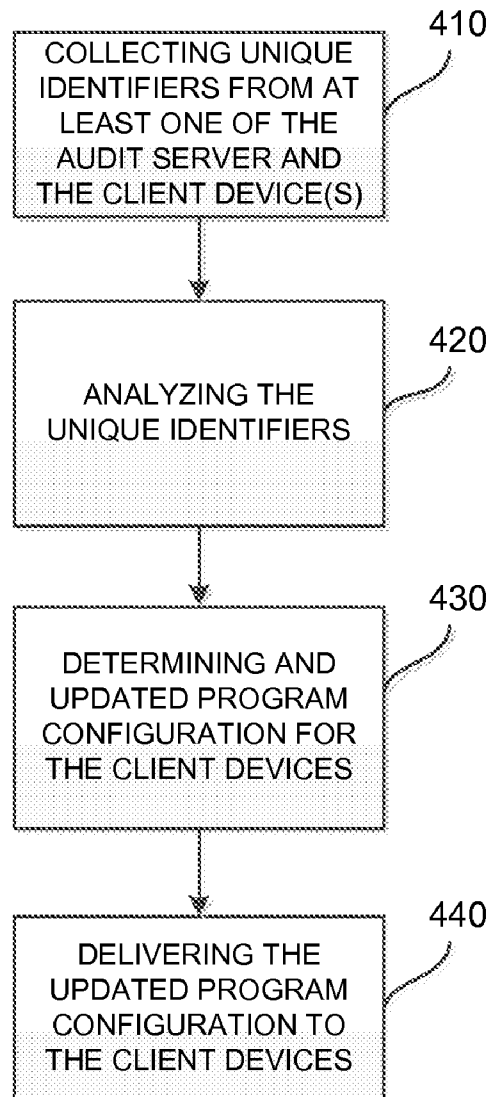 410
COLLECTING UNIQUE
IDENTIFIERS FROM AT
LEAST ONE OF THE
AUDIT SERVER AND
THE CLIENT DEVICE(S)
420
ANALYZING THE
UNIQUE IDENTIFIERS
430
DETERMINING AND
UPDATED PROGRAM
CONFIGURATION FOR
THE CLIENT DEVICES
440
DELIVERING THE
UPDATED PROGRAM
CONFIGURATION TO
THE CLIENT DEVICES